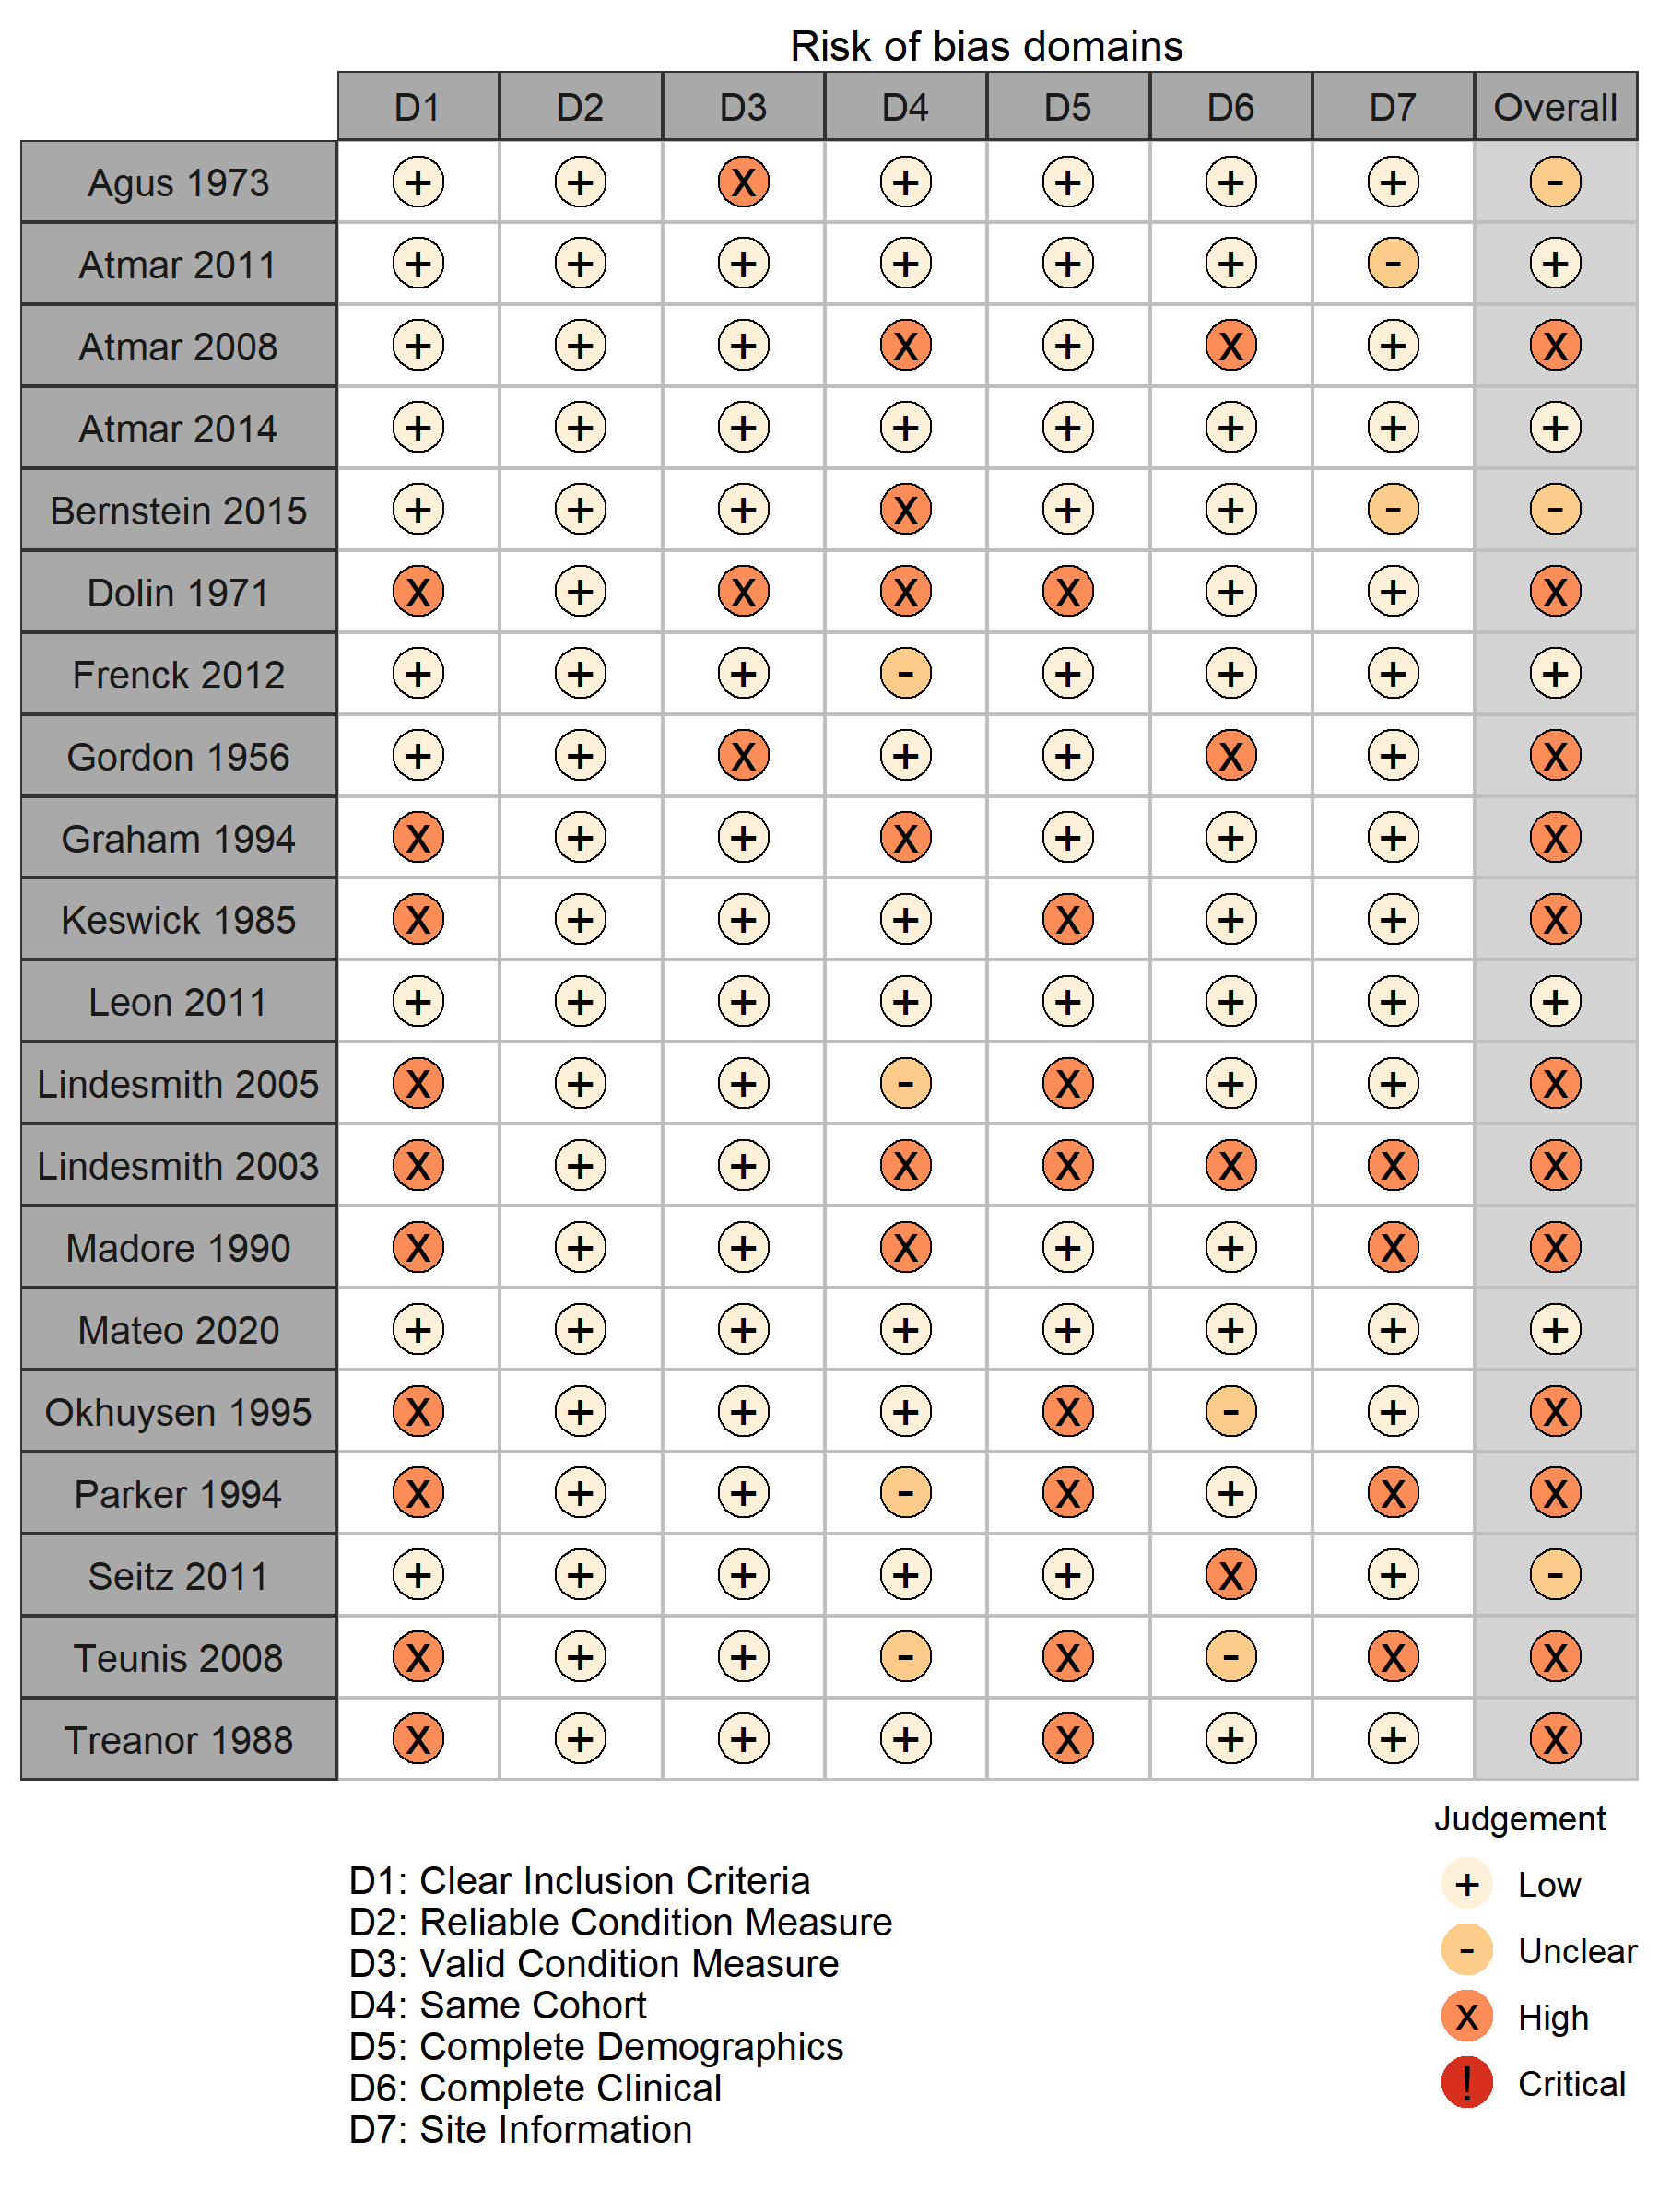 Risk of bias domains
D1 D2 D3 D4 D5 D6 D7 Overall
Agus 1973 + + X + + + + -
Atmar 2011 + + + + + + - +
Atmar 2008 + + + X + X + X
Atmar 2014 + + + + + + + +
Bernstein 2015 + + + X + + - -
Dolin 1971 X + X X X + + X
Frenck 2012 + + + - + + + +
Gordon 1956 + + X + + X + X
Graham 1994 X + + X + + + X
Keswick 1985 X + + + X + + X
Leon 2011 + + + + + + + +
Lindesmith 2005 X + + - X + + X
Lindesmith 2003 X + + X X X X X
Madore 1990 X + + X + + X X
Mateo 2020 + + + + + + + +
Okhuysen 1995 X + + + X - + X
Parker 1994 X + + - X + X X
Seitz 2011 + + + + + X + -
Teunis 2008 X + + - X - X X
Treanor 1988 X + + + X + + X
D1: Clear Inclusion Criteria
D2: Reliable Condition Measure
D3: Valid Condition Measure
D4: Same Cohort
D5: Complete Demographics
D6: Complete Clinical
D7: Site Information
Judgement
+ Low
- Unclear
X High
! Critical